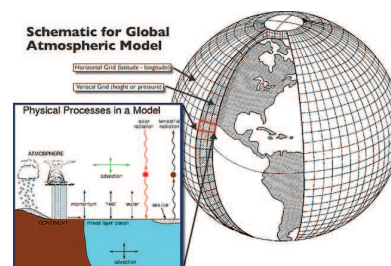 Schematic for Global
Atmospheric Model
Horizontal Grid (latitude - longitude)
Vertical Grid (height or pressure)
Physical Processes in a Model
solar
radiation
terrestrial
radiation
ATMOSPHERE
advection
momentum
heat
water
sea ice
CONTINENT
mixed layer ocean
advection